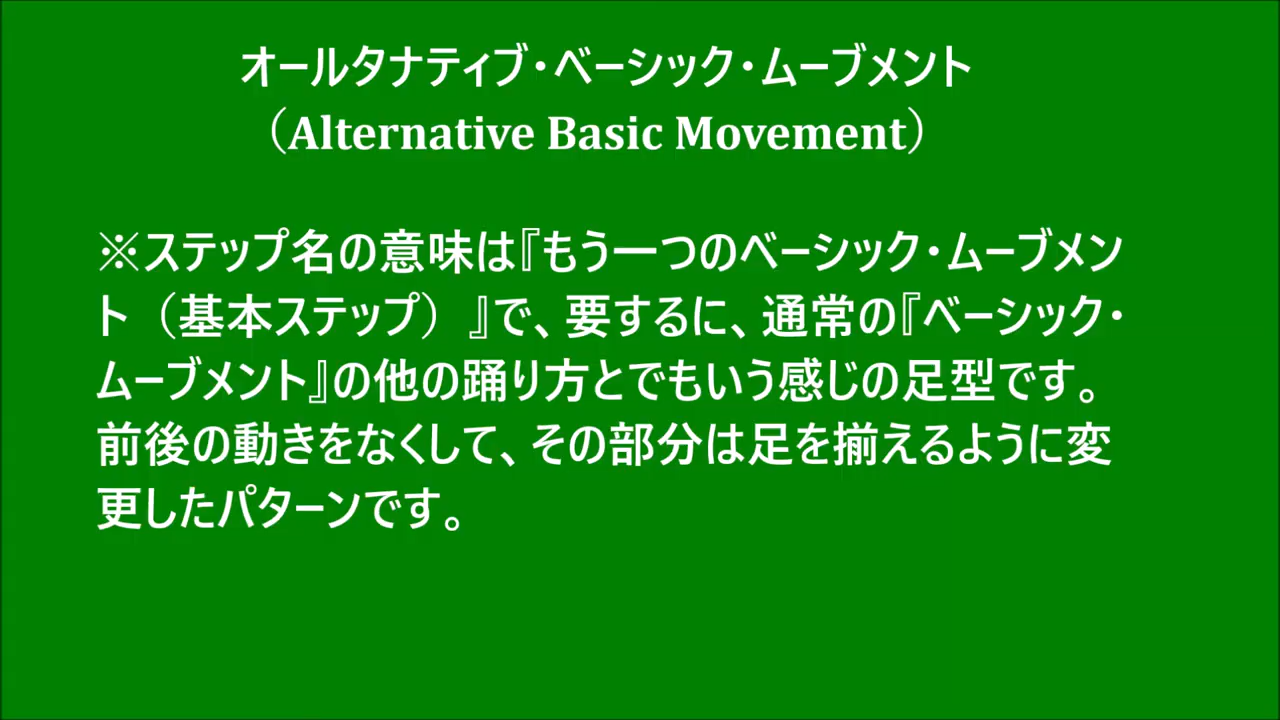 オールタナティブ・ベーシック・ムーブメント
（Alternative Basic Movement）
※ステップ名の意味は『もう一つのベーシック・ムーブメン
ト（基本ステップ）』で、要するに、通常の『ベーシック・
ムーブメント』の他の踊り方とでもいう感じの足型です。
前後の動きをなくして、その部分は足を揃えるように変
更したパターンです。